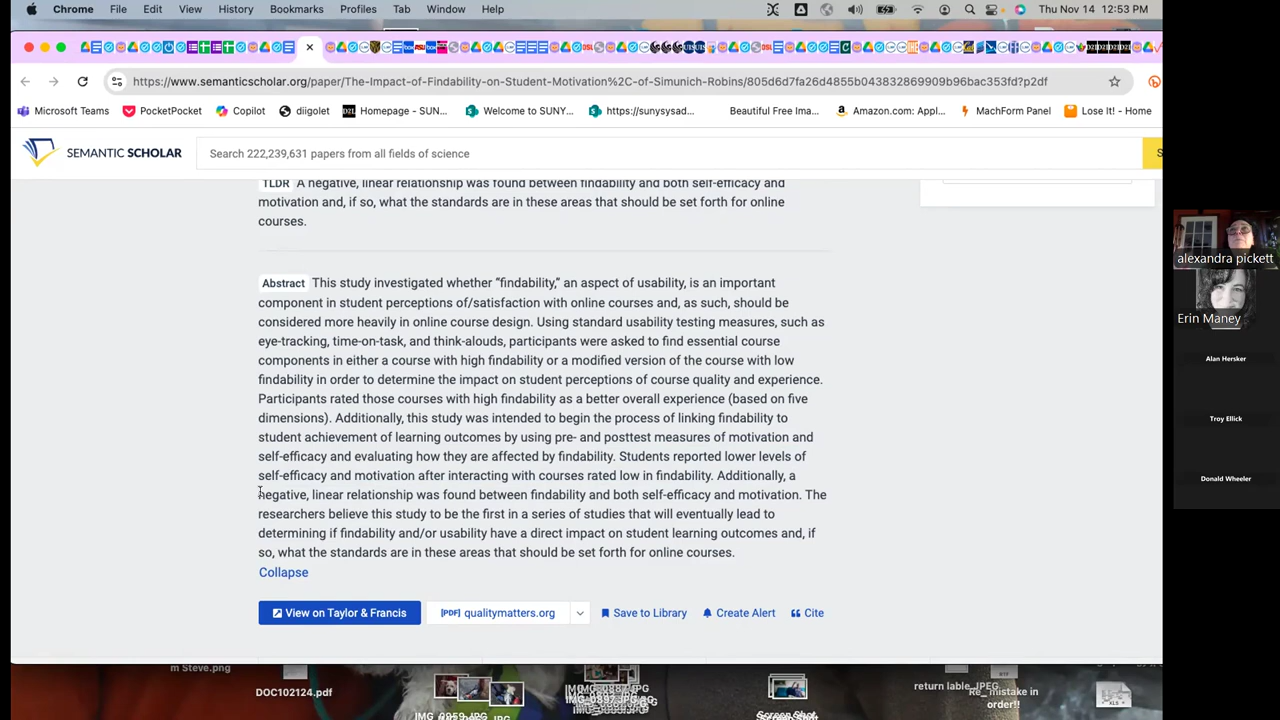 Chrome File Edit View History Bookmarks Profiles Tab Window Help Thu Nov 14 12:53 PM
https://www.semanticscholar.org/paper/The-Impact-of-Findability-on-Student-Motivation%2C-of-Simunich-Robins/805d6d7fa26d4855b043832869909b96bac353fd?p2df
Microsoft Teams PocketPocket Copilot diigolet Homepage - SUN... Welcome to SUNY... https://sunysysad... Beautiful Free Ima... Amazon.com: Appl... MachForm Panel Lose It! - Home
SEMANTIC SCHOLAR Search 222,239,631 papers from all fields of science S
TLDR A negative, linear relationship was found between findability and both self-efficacy and
motivation and, if so, what the standards are in these areas that should be set forth for online
courses.
Abstract This study investigated whether “findability,” an aspect of usability, is an important
component in student perceptions of/satisfaction with online courses and, as such, should be
considered more heavily in online course design. Using standard usability testing measures, such as
eye-tracking, time-on-task, and think-alouds, participants were asked to find essential course
components in either a course with high findability or a modified version of the course with low
findability in order to determine the impact on student perceptions of course quality and experience.
Participants rated those courses with high findability as a better overall experience (based on five
dimensions). Additionally, this study was intended to begin the process of linking findability to
student achievement of learning outcomes by using pre- and posttest measures of motivation and
self-efficacy and evaluating how they are affected by findability. Students reported lower levels of
self-efficacy and motivation after interacting with courses rated low in findability. Additionally, a
negative, linear relationship was found between findability and both self-efficacy and motivation. The
researchers believe this study to be the first in a series of studies that will eventually lead to
determining if findability and/or usability have a direct impact on student learning outcomes and, if
so, what the standards are in these areas that should be set forth for online courses.
Collapse
View on Taylor & Francis [PDF] qualitymatters.org Save to Library Create Alert Cite
alexandra pickett
Erin Maney
Alan Hersker
Troy Ellick
Donald Wheeler
m Steve.png
DOC102124.pdf
return lable.JPEG
Re_ mistake in
order!!
XLS
Screen Shot